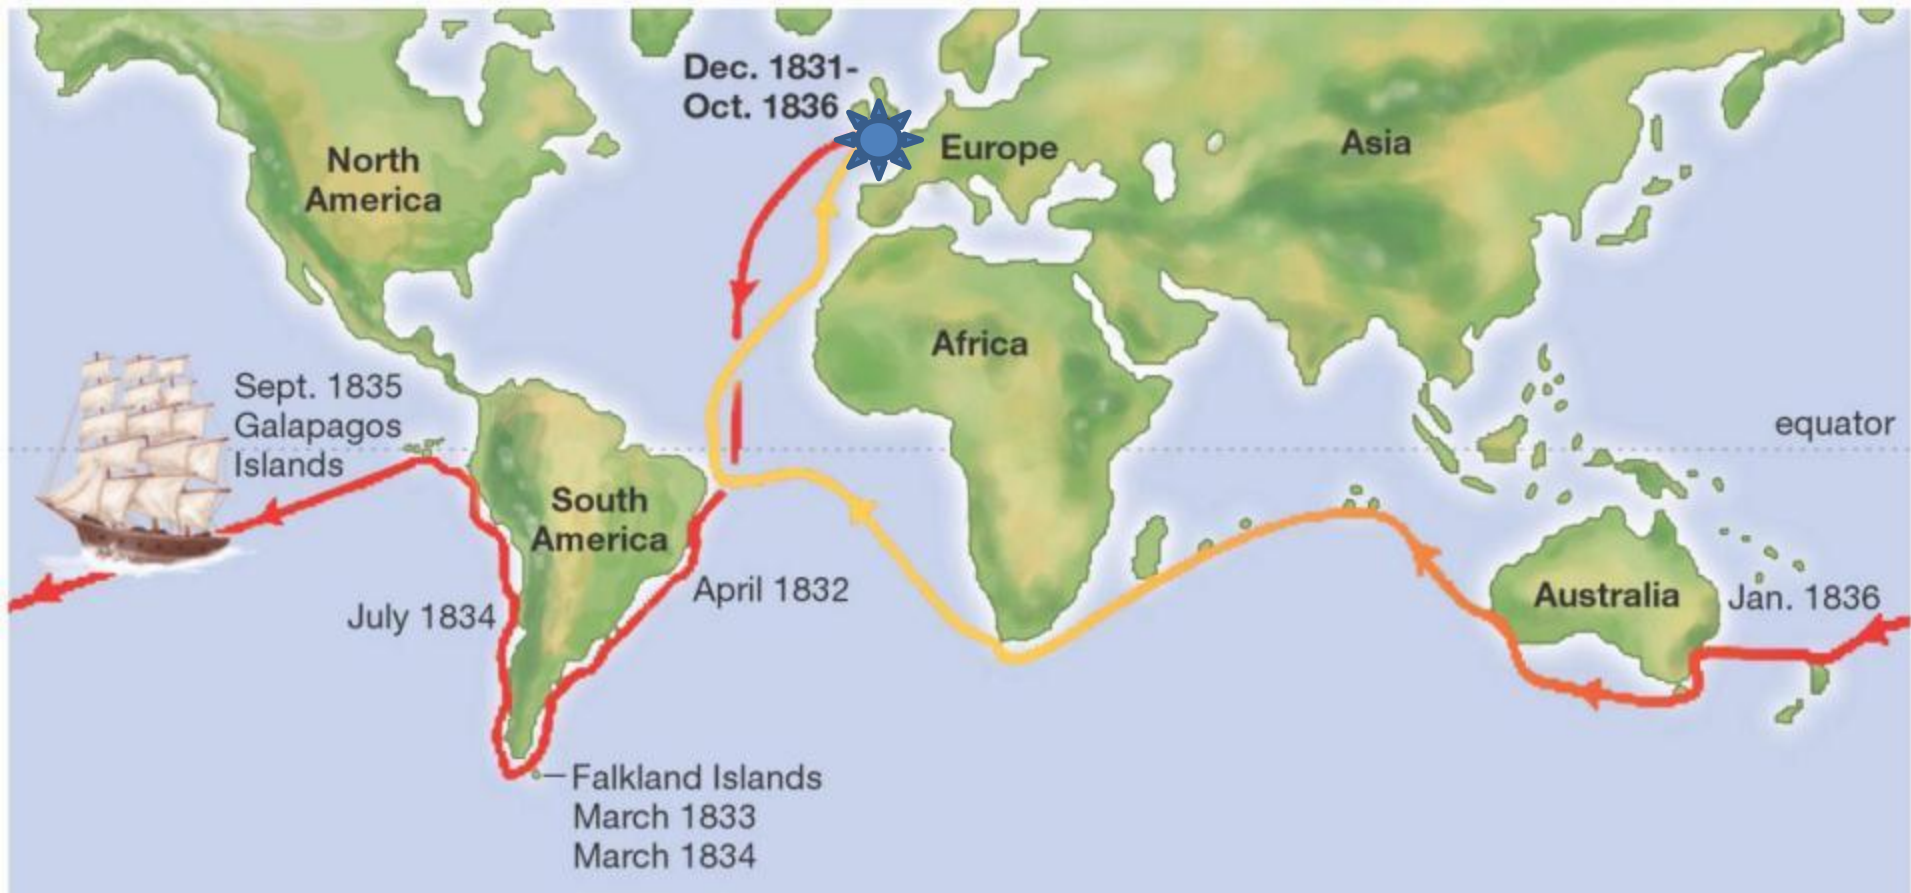 Dec. 1831-
Oct. 1836
North
America
Europe
Asia
Africa
Sept. 1835
Galapagos
Islands
equator
South
America
April 1832
July 1834
Australia
Jan. 1836
Falkland Islands
March 1833
March 1834